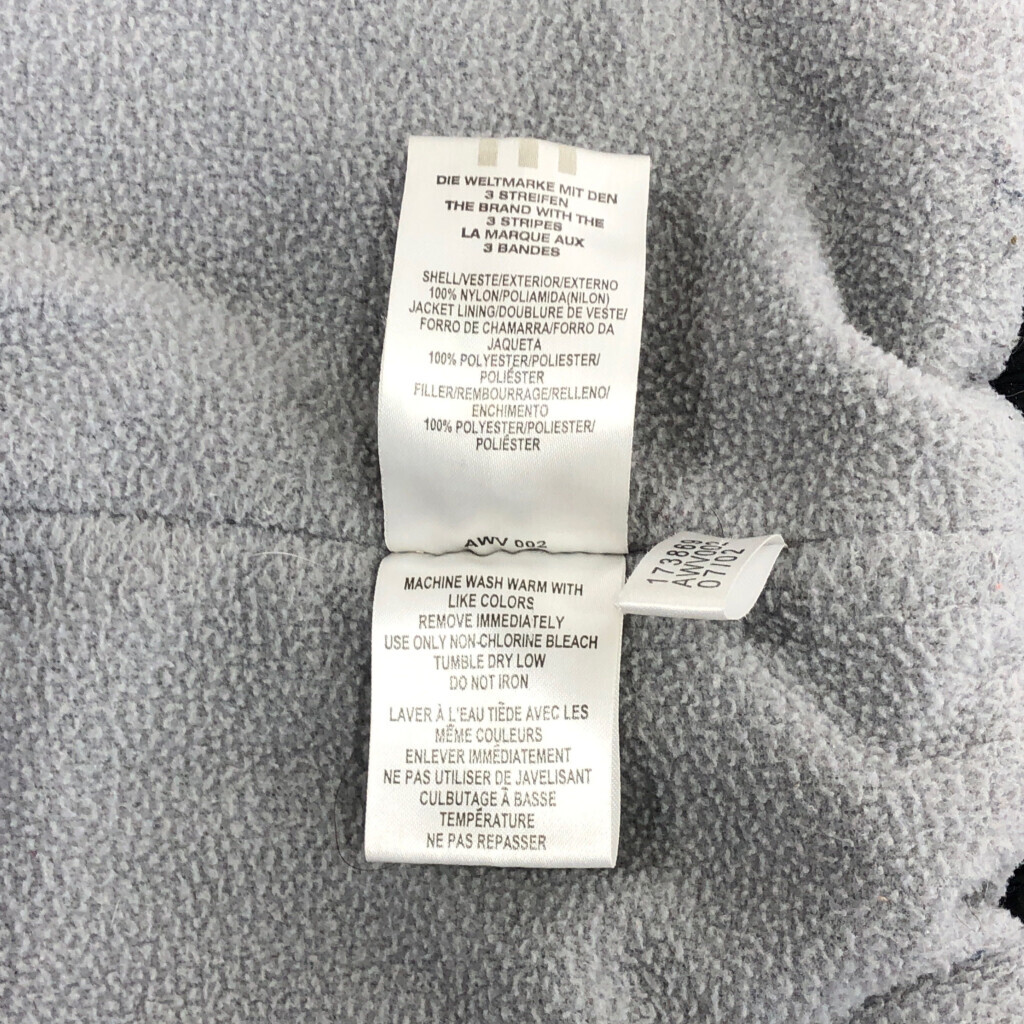 DIE WELTMARKE MIT DEN
3 STREIFEN
THE BRAND WITH THE
3 STRIPES
LA MARQUE AUX
3 BANDES
SHELL/VESTE/EXTERIOR/EXTERNO
100% NYLON/POLIAMIDA(NILON)
JACKET LINING/DOUBLURE DE VESTE/
FORRO DE CHAMARRA/FORRO DA
JAQUETA
100% POLYESTER/POLIESTER/
POLIÉSTER
FILLER/REMBOURRAGE/RELLENO/
ENCHIMENTO
100% POLYESTER/POLIESTER/
POLIÉSTER
AWV 002
173869
AWV002
07/02
MACHINE WASH WARM WITH
LIKE COLORS
REMOVE IMMEDIATELY
USE ONLY NON-CHLORINE BLEACH
TUMBLE DRY LOW
DO NOT IRON
LAVER À L'EAU TIÈDE AVEC LES
MÊME COULEURS
ENLEVER IMMÉDIATEMENT
NE PAS UTILISER DE JAVELISANT
CULBUTAGE À BASSE
TEMPÉRATURE
NE PAS REPASSER